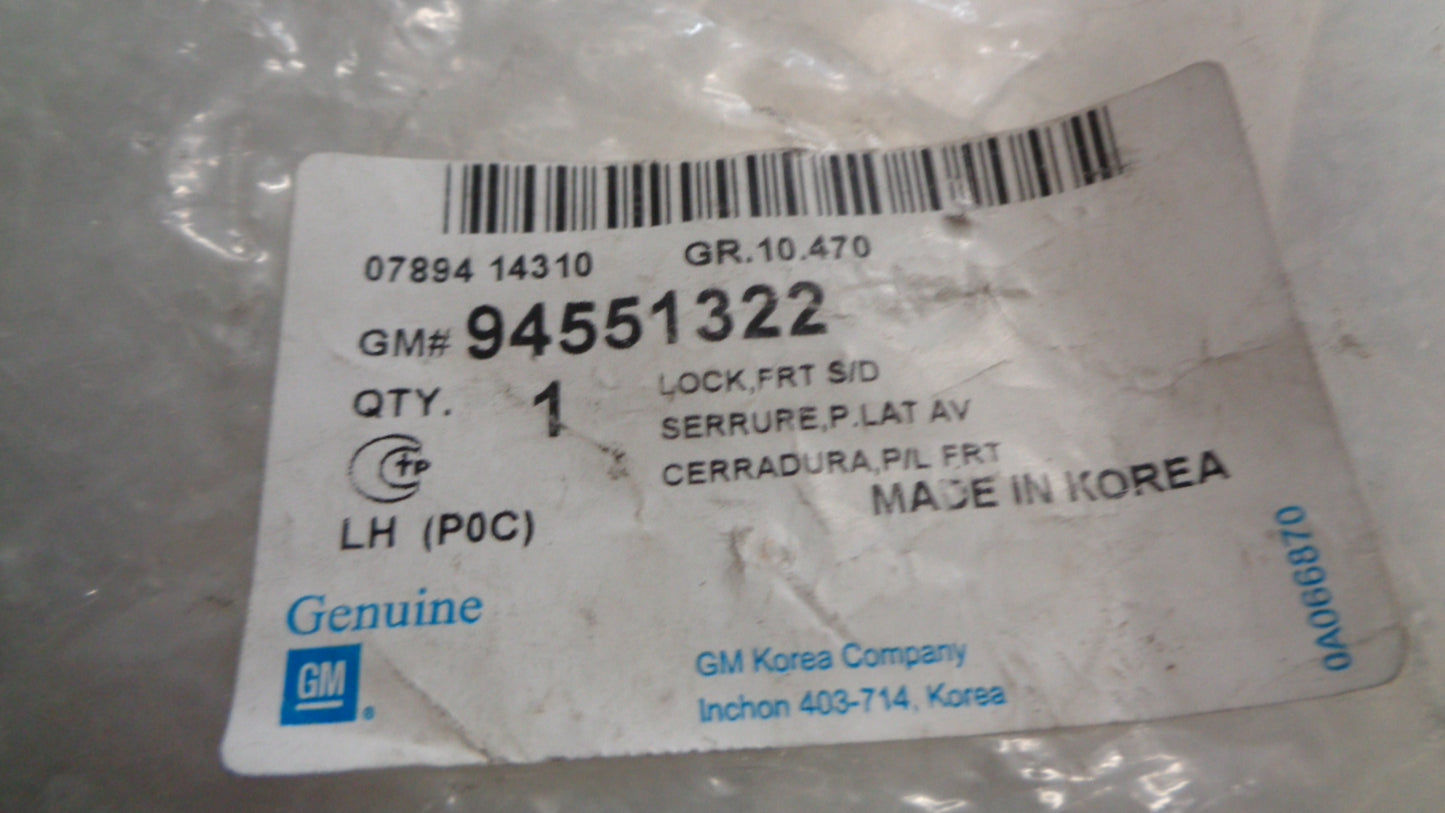 07894 14310 GR.10.470
GM# 94551322
QTY. 1
LOCK,FRT S/D
SERRURE,P.LAT AV
CERRADURA,P/L FRT
MADE IN KOREA
LH (P0C)
Genuine
GM
GM Korea Company
Inchon 403-714, Korea
0A066870